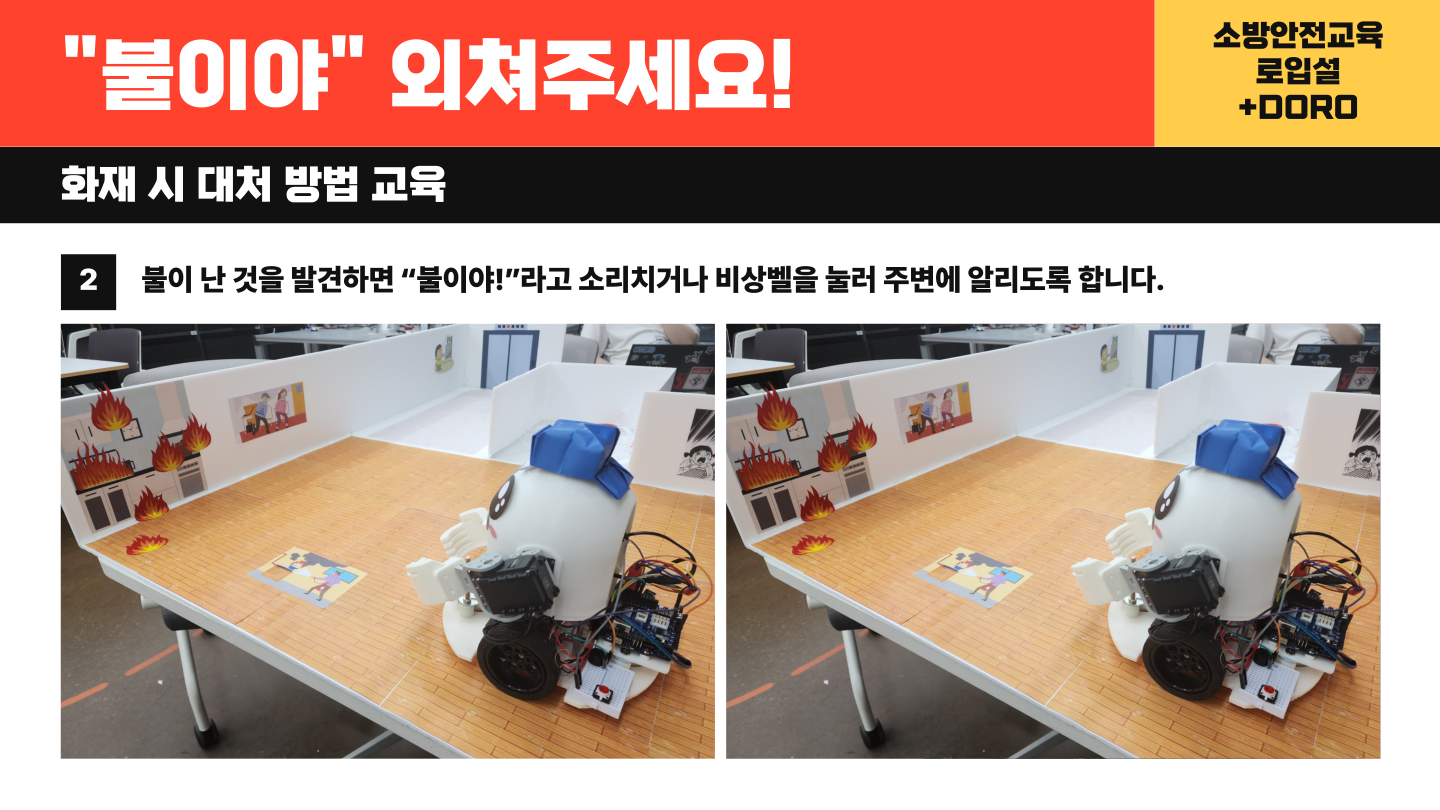 "불이야" 외쳐주세요!
소방안전교육
로입설
+DORO
화재 시 대처 방법 교육
2
불이 난 것을 발견하면 “불이야!”라고 소리치거나 비상벨을 눌러 주변에 알리도록 합니다.